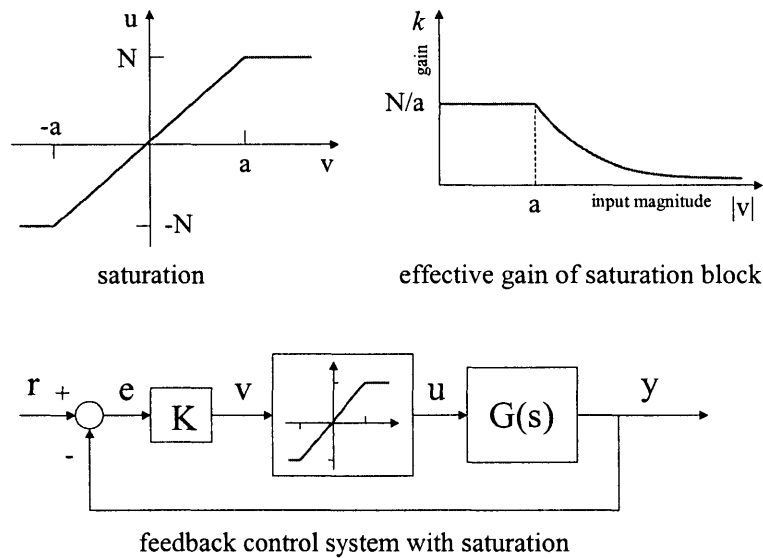 u
N
-a
a
v
-N
saturation
k
gain
N/a
a
input magnitude
|v|
effective gain of saturation block
r
+
-
e
K
v
u
G(s)
y
feedback control system with saturation